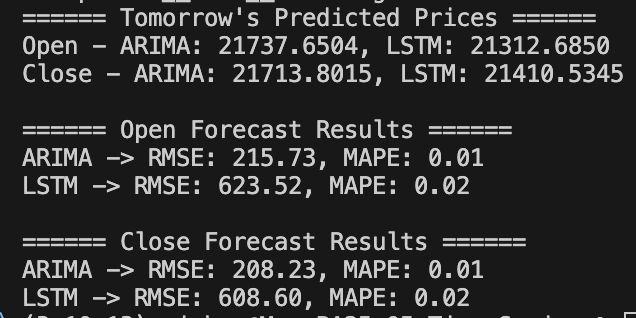 ====== Tomorrow's Predicted Prices ======
Open – ARIMA: 21737.6504, LSTM: 21312.6850
Close – ARIMA: 21713.8015, LSTM: 21410.5345
====== Open Forecast Results ======
ARIMA -> RMSE: 215.73, MAPE: 0.01
LSTM -> RMSE: 623.52, MAPE: 0.02
====== Close Forecast Results ======
ARIMA -> RMSE: 208.23, MAPE: 0.01
LSTM -> RMSE: 608.60, MAPE: 0.02